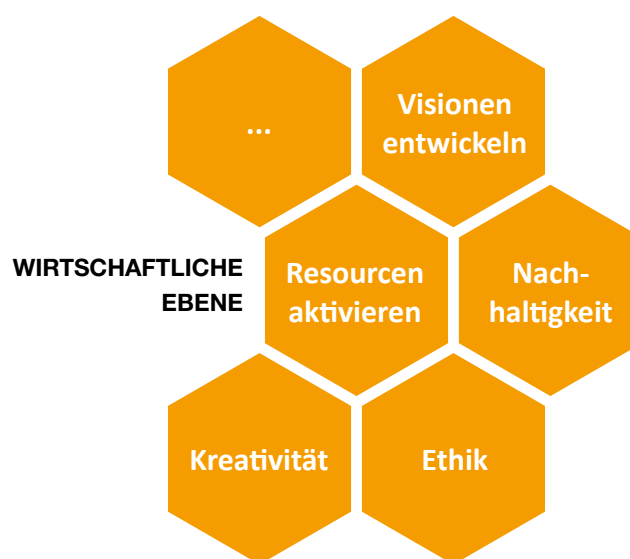 ...
Visionen
entwickeln
WIRTSCHAFTLICHE
EBENE
Resourcen
aktivieren
Nach-
haltigkeit
Kreativität
Ethik